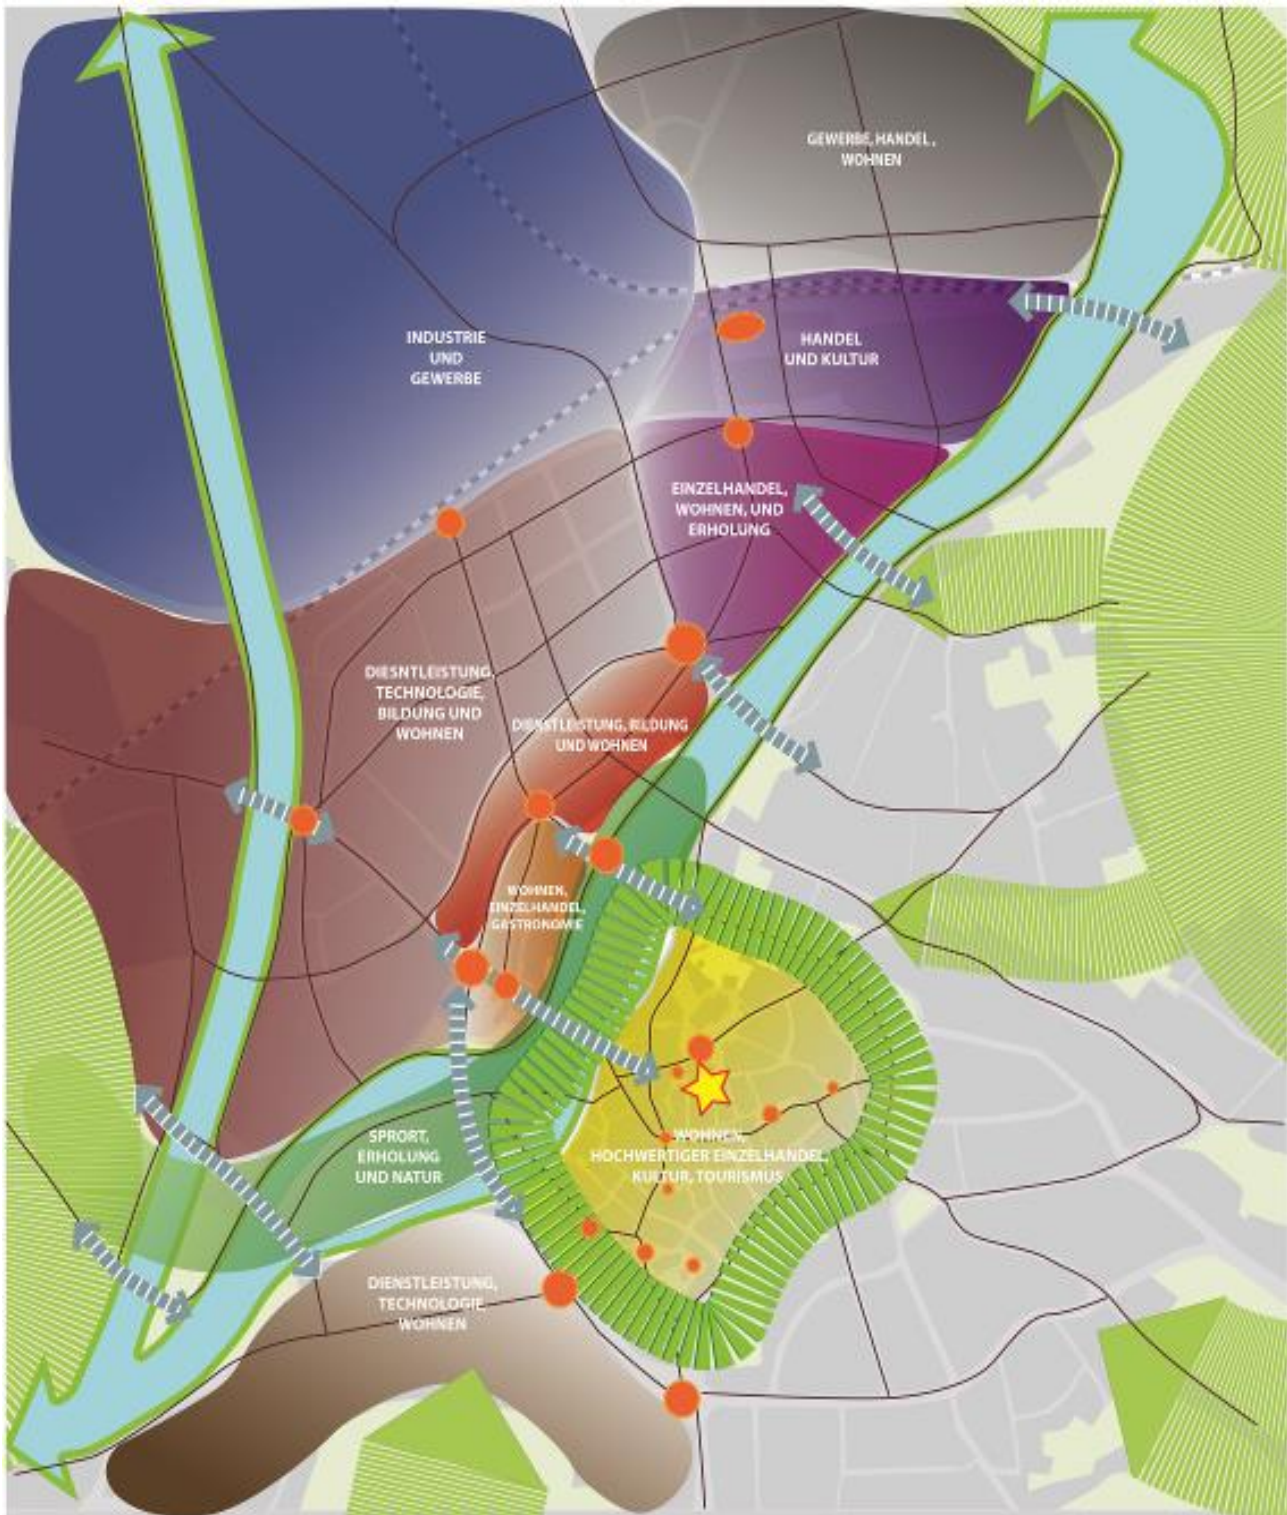 GEWERBE, HANDEL,
WOHNEN
INDUSTRIE
UND
GEWERBE
HANDEL
UND KULTUR
EINZELHANDEL,
WOHNEN, UND
ERHOLUNG
DIESNTLEISTUNG,
TECHNOLOGIE,
BILDUNG UND
WOHNEN
DIENSTLEISTUNG, BILDUNG
UND WOHNEN
WOHNEN,
EINZELHANDEL,
GASTRONOMIE
SPRORT,
ERHOLUNG
UND NATUR
WOHNEN,
HOCHWERTIGER EINZELHANDEL,
KULTUR, TOURISMUS
DIENSTLEISTUNG,
TECHNOLOGIE,
WOHNEN